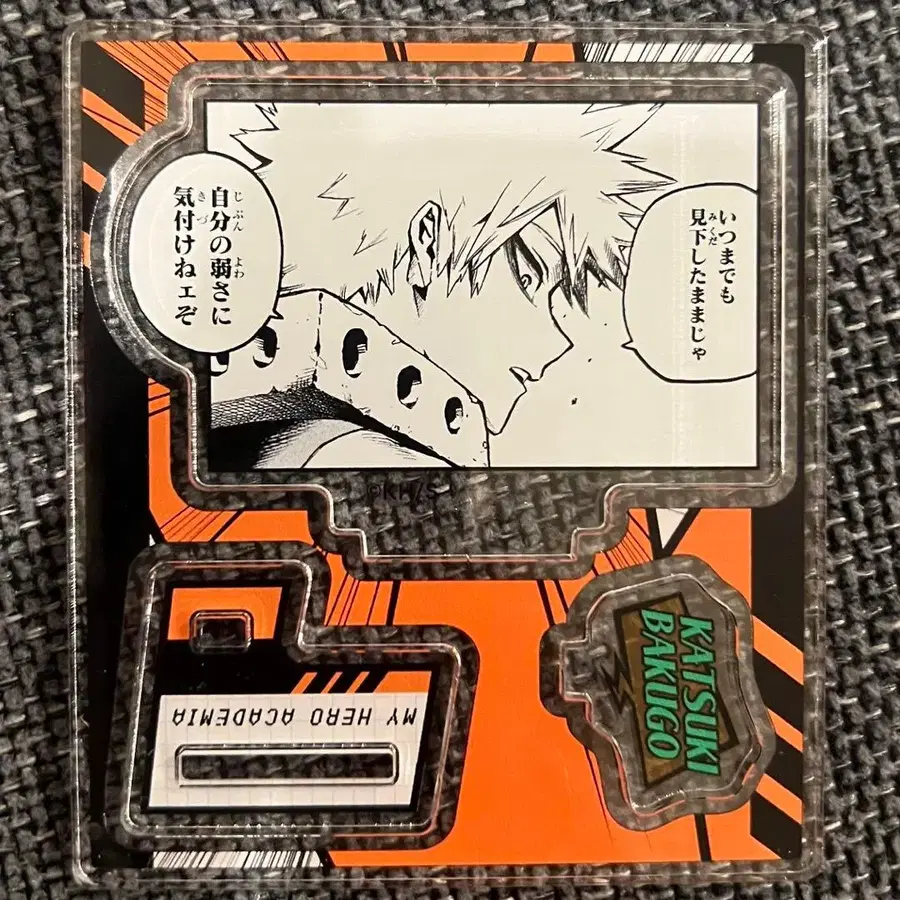 いつまでも
見下したままじゃ
自分の弱さに
気付けねェぞ
©KH/S
KATSUKI
BAKUGO
MY HERO ACADEMIA